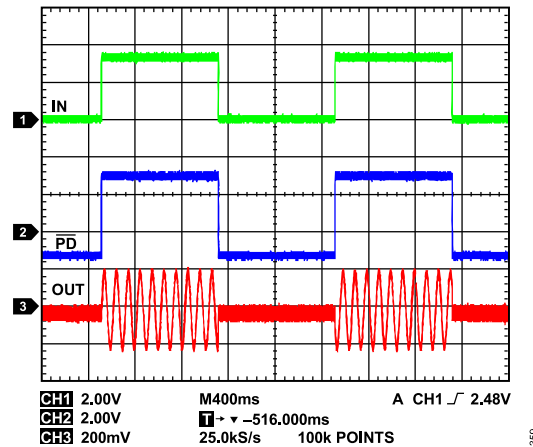 IN
1
2
PD
OUT
3
CH1 2.00V M400ms A CH1 2.48V
CH2 2.00V T → ▼ –516.000ms
CH3 200mV 25.0kS/s 100k POINTS